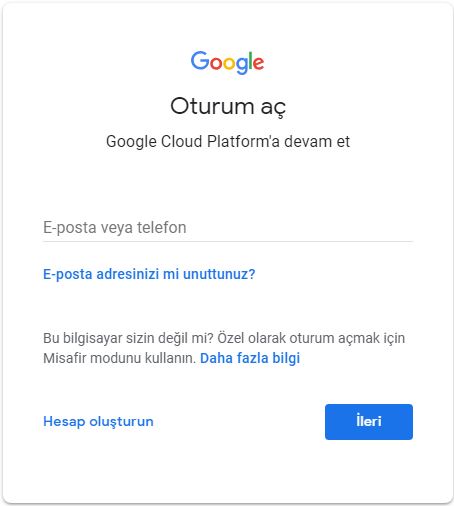 Google
Oturum aç
Google Cloud Platform'a devam et
E-posta veya telefon
E-posta adresinizi mi unuttunuz?
Bu bilgisayar sizin değil mi? Özel olarak oturum açmak için
Misafir modunu kullanın. Daha fazla bilgi
Hesap oluşturun
İleri